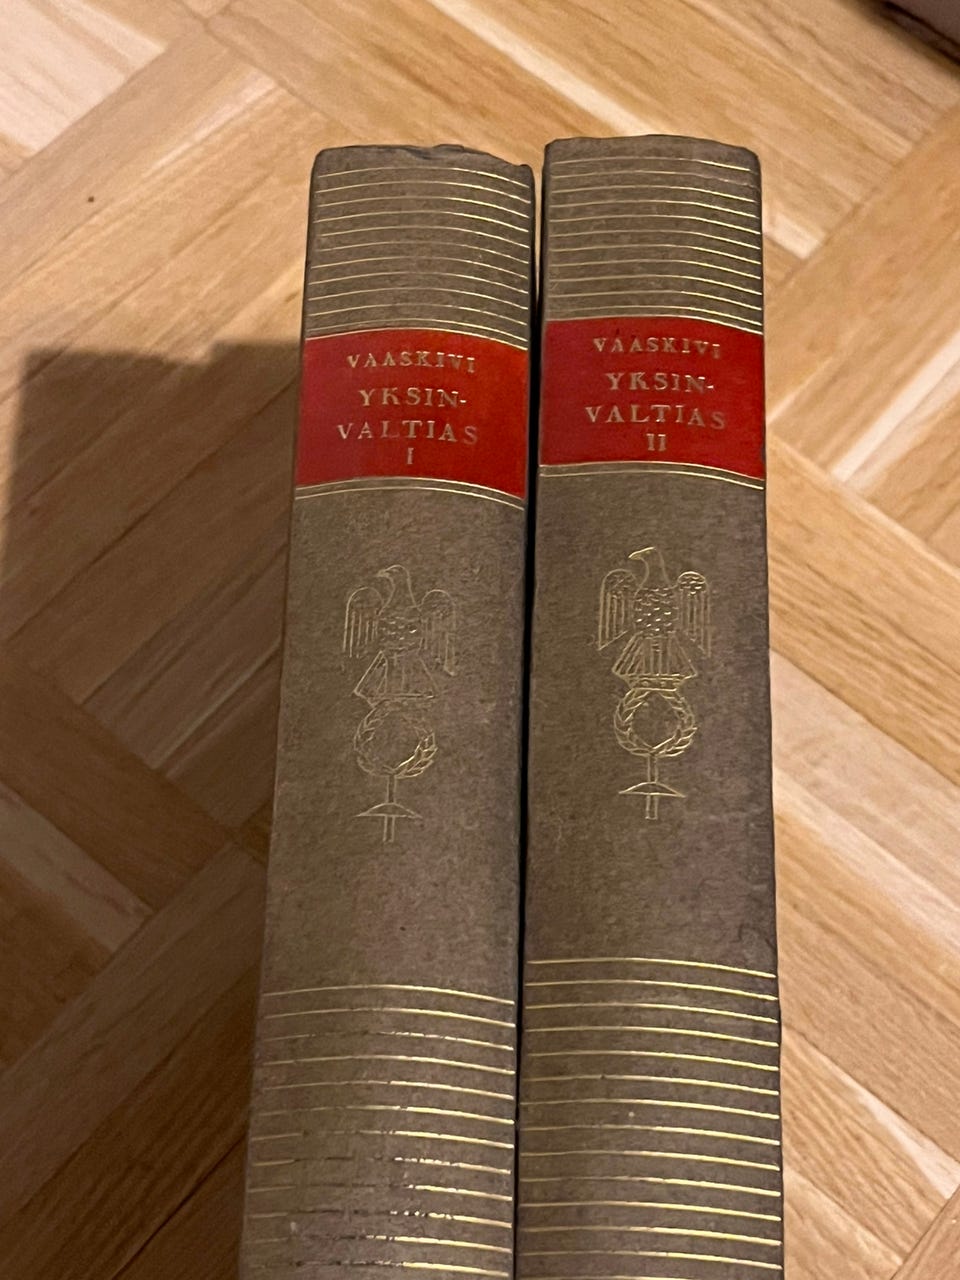 VAASKIVI
YKSIN-
VALTIAS
I
VAASKIVI
YKSIN-
VALTIAS
II